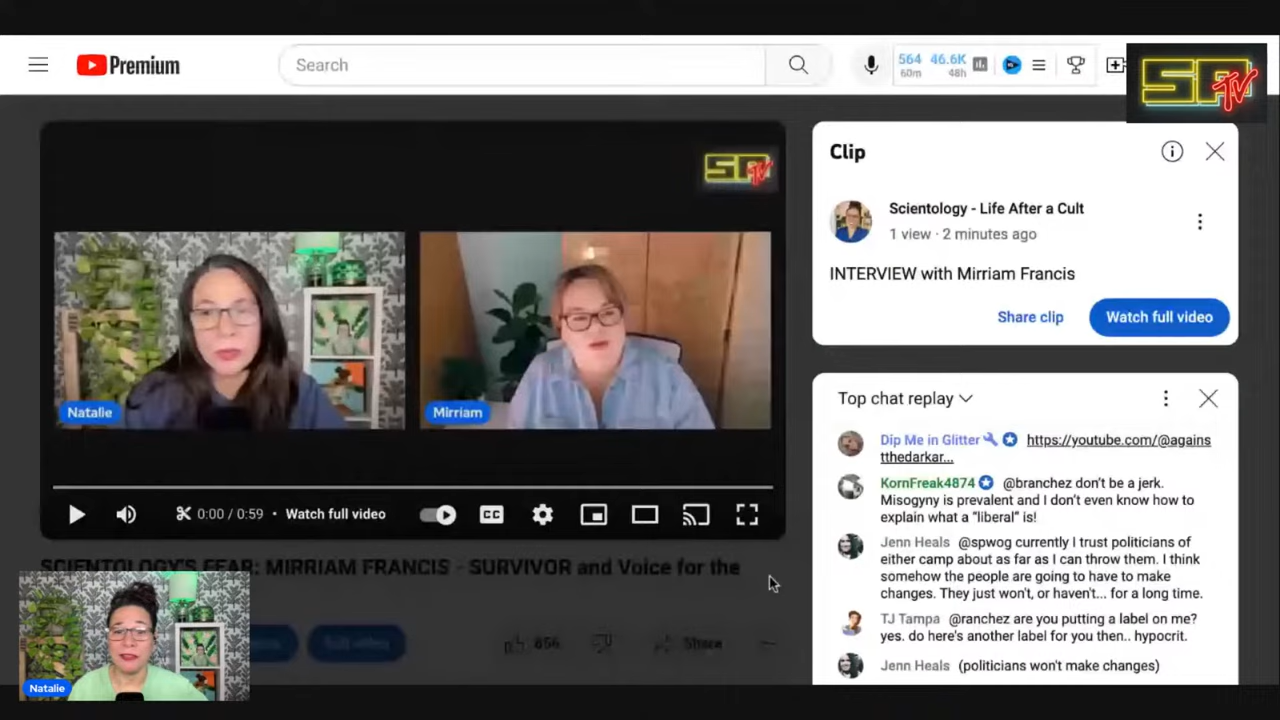 Premium
Search
564 46.6K
60m 48h
SPTV
SPTV
Natalie
Mirriam
0:00 / 0:59 • Watch full video
CC
SCIENTOLOGY'S FEAR: MIRRIAM FRANCIS - SURVIVOR and Voice for the
Full video
856
Share
Natalie
Clip
Scientology - Life After a Cult
1 view · 2 minutes ago
INTERVIEW with Mirriam Francis
Share clip
Watch full video
Top chat replay
Dip Me in Glitter https://youtube.com/@agains
tthedarkar...
KornFreak4874 @branchez don't be a jerk.
Misogyny is prevalent and I don't even know how to
explain what a "liberal" is!
Jenn Heals @spwog currently I trust politicians of
either camp about as far as I can throw them. I think
somehow the people are going to have to make
changes. They just won't, or haven't... for a long time.
TJ Tampa @ranchez are you putting a label on me?
yes. do here's another label for you then.. hypocrit.
Jenn Heals (politicians won't make changes)